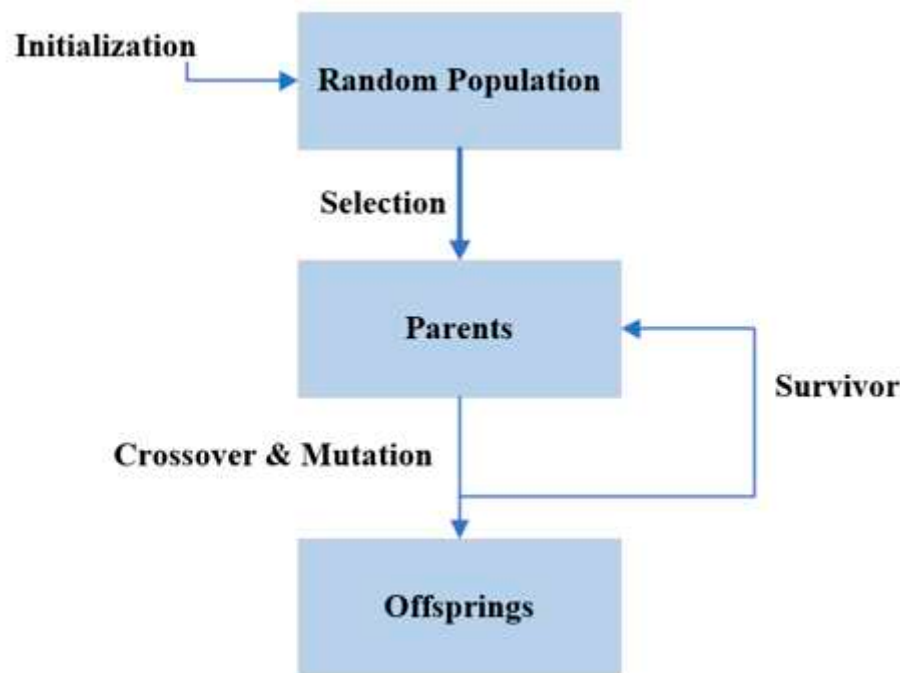 Initialization
Random Population
Selection
Parents
Survivor
Crossover & Mutation
Offsprings